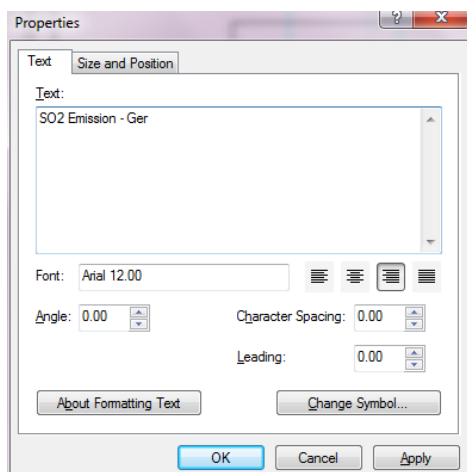 Properties
Text
Size and Position
Text:
SO2 Emission - Ger
Font:
Arial 12.00
Angle:
0.00
Character Spacing:
0.00
Leading:
0.00
About Formatting Text
Change Symbol...
OK
Cancel
Apply